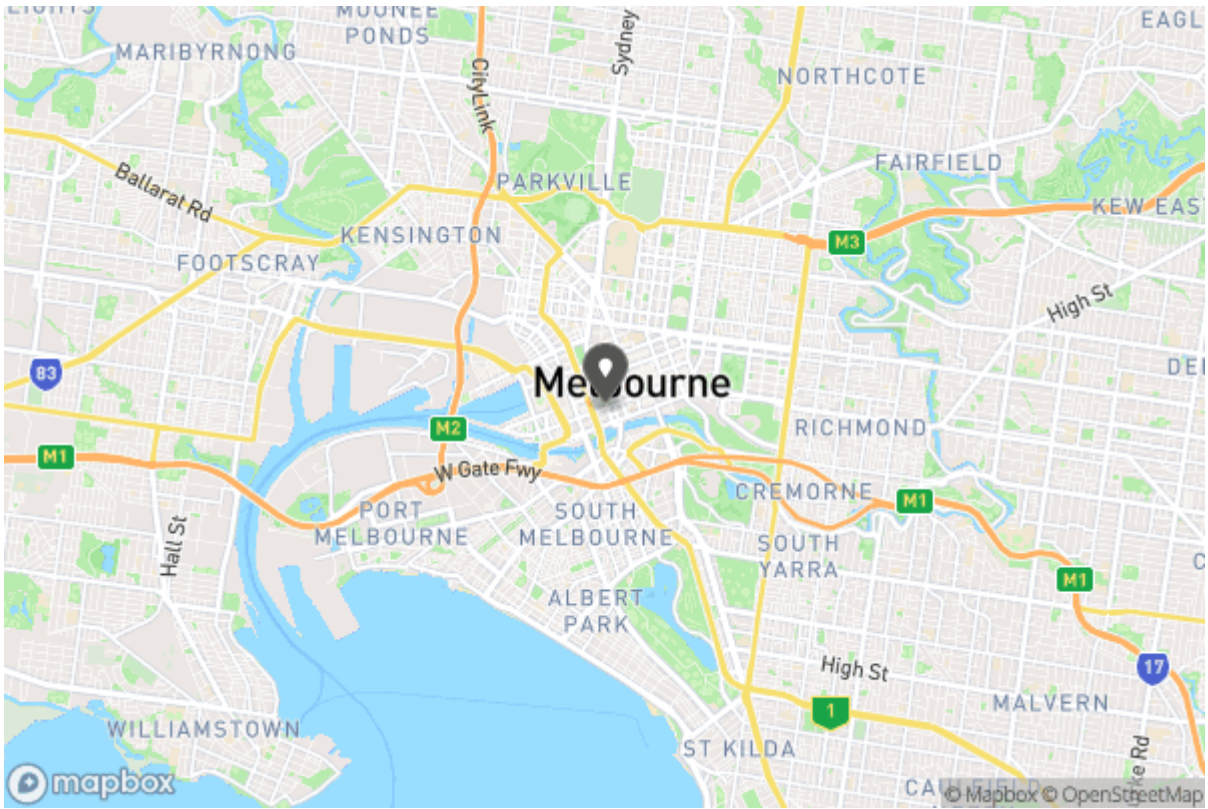 MOONEE
PONDS
MARIBYRNONG
CityLink
Sydney
EAGL
NORTHCOTE
Ballarat Rd
PARKVILLE
FAIRFIELD
KENSINGTON
KEW EAST
FOOTSCRAY
M3
High St
83
Melbourne
DE
M2
RICHMOND
M1
W Gate Fwy
CREMORNE
M1
PORT
MELBOURNE
SOUTH
MELBOURNE
Hall St
SOUTH
YARRA
M1
ALBERT
PARK
High St
17
MALVERN
1
WILLIAMSTOWN
ST KILDA
mapbox
© Mapbox © OpenStreetMap